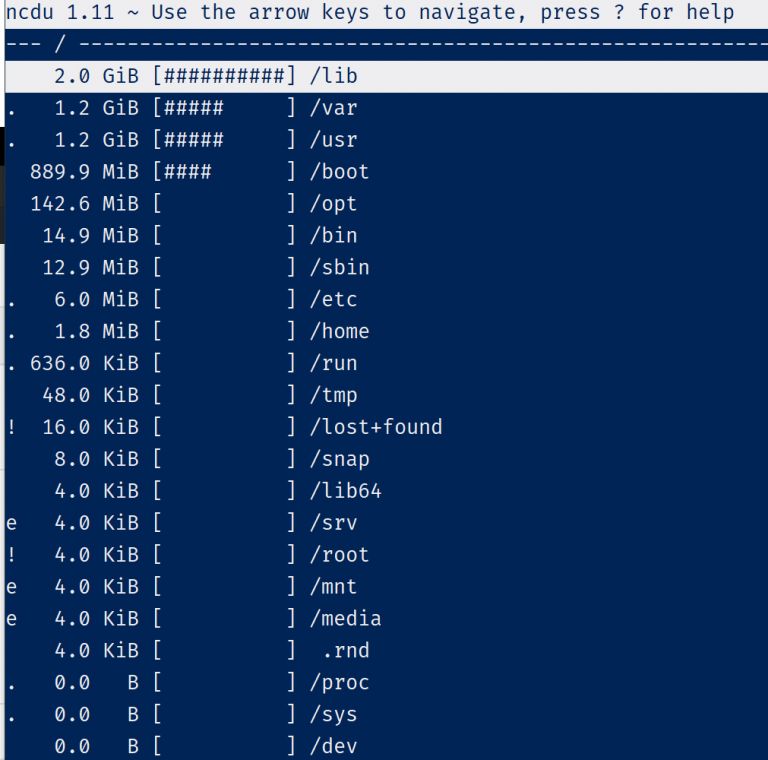 ncdu 1.11 ~ Use the arrow keys to navigate, press ? for help
--- / ---------------------------------------------------------
    2.0 GiB [##########] /lib
.   1.2 GiB [#####     ] /var
.   1.2 GiB [#####     ] /usr
  889.9 MiB [####      ] /boot
  142.6 MiB [          ] /opt
   14.9 MiB [          ] /bin
   12.9 MiB [          ] /sbin
.   6.0 MiB [          ] /etc
.   1.8 MiB [          ] /home
. 636.0 KiB [          ] /run
   48.0 KiB [          ] /tmp
!  16.0 KiB [          ] /lost+found
    8.0 KiB [          ] /snap
    4.0 KiB [          ] /lib64
e   4.0 KiB [          ] /srv
!   4.0 KiB [          ] /root
e   4.0 KiB [          ] /mnt
e   4.0 KiB [          ] /media
    4.0 KiB [          ]  .rnd
.   0.0   B [          ] /proc
.   0.0   B [          ] /sys
    0.0   B [          ] /dev